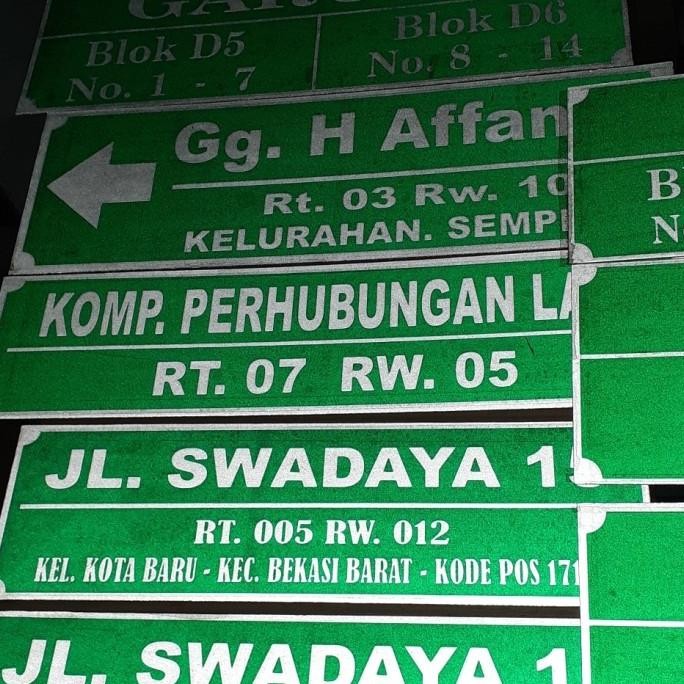 Blok D5
No. 1 - 7
Blok D6
No. 8 - 14
Gg. H Affan
Rt. 03 Rw. 10
KELURAHAN. SEMP
KOMP. PERHUBUNGAN LA
RT. 07 RW. 05
JL. SWADAYA 1
RT. 005 RW. 012
KEL. KOTA BARU - KEC. BEKASI BARAT - KODE POS 171
JL. SWADAYA 1